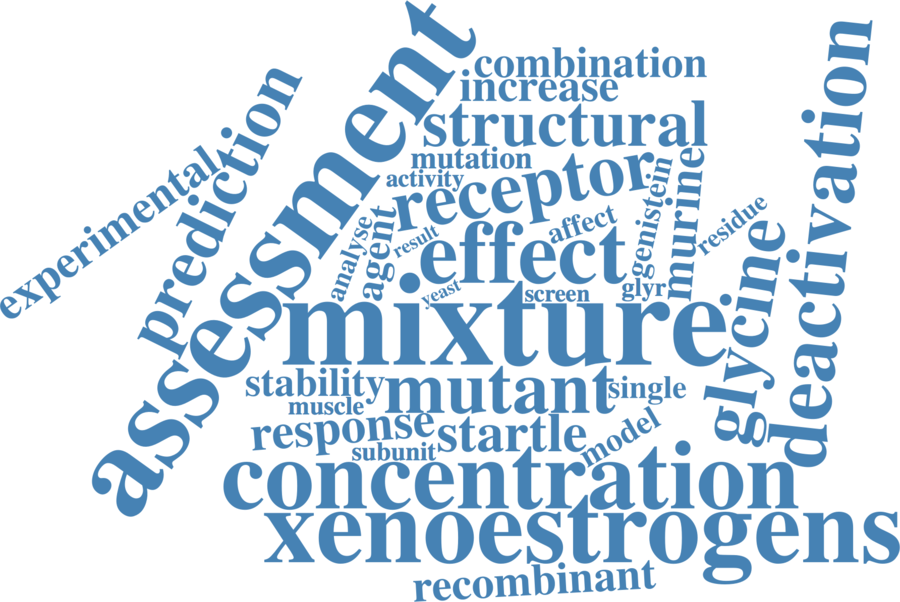 assessment
combination
increase
structural
deactivation
prediction
experimental
mutation
activity
receptor
genistein
murine
residue
affect
agent
analyse
result
effect
glycine
yeast
screen
glyr
mixture
stability
mutant
single
muscle
response
startle
model
subunit
concentration
xenoestrogens
recombinant